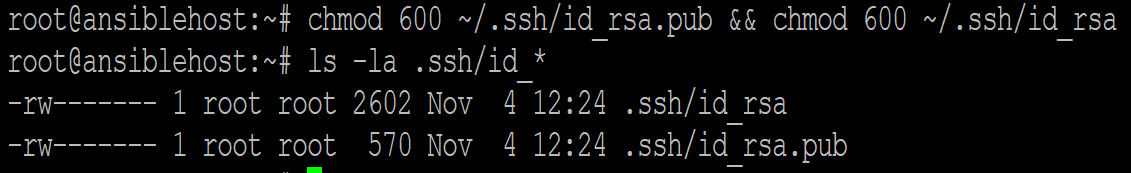 root@ansiblehost:~# chmod 600 ~/.ssh/id_rsa.pub && chmod 600 ~/.ssh/id_rsa
root@ansiblehost:~# ls -la .ssh/id_*
-rw------- 1 root root 2602 Nov  4 12:24 .ssh/id_rsa
-rw------- 1 root root  570 Nov  4 12:24 .ssh/id_rsa.pub